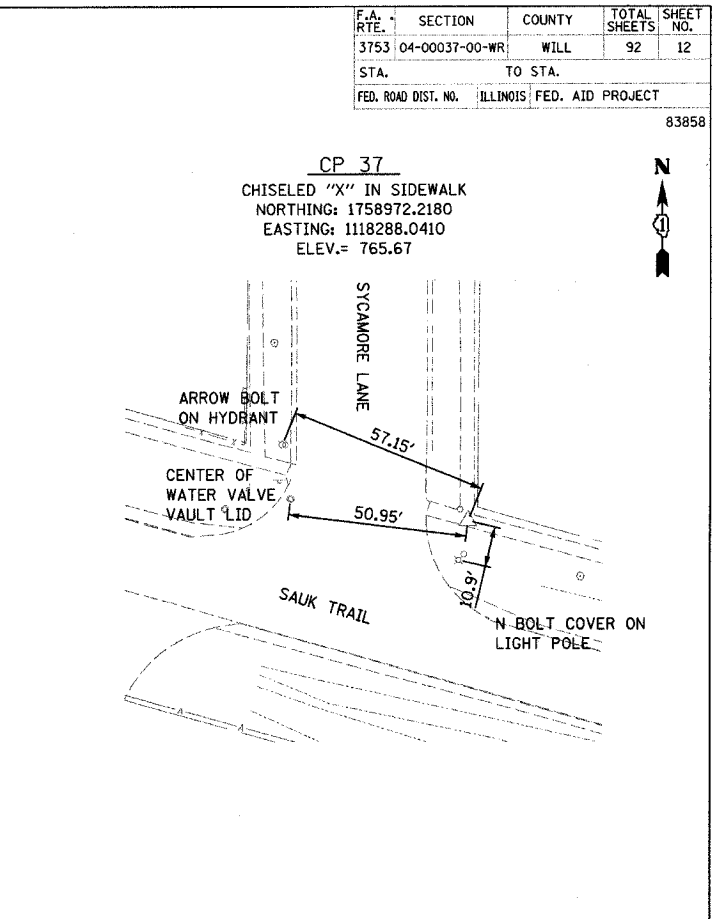 F.A. RTE. SECTION COUNTY TOTAL SHEETS SHEET NO.
3753 04-00037-00-WR WILL 92 12
STA. TO STA.
FED. ROAD DIST. NO. ILLINOIS FED. AID PROJECT
83858
CP 37
CHISELED "X" IN SIDEWALK
NORTHING: 1758972.2180
EASTING: 1118288.0410
ELEV.= 765.67
N
1
SYCAMORE LANE
ARROW BOLT
ON HYDRANT
57.15'
CENTER OF
WATER VALVE
VAULT LID
50.95'
10.9'
SAUK TRAIL
N BOLT COVER ON
LIGHT POLE